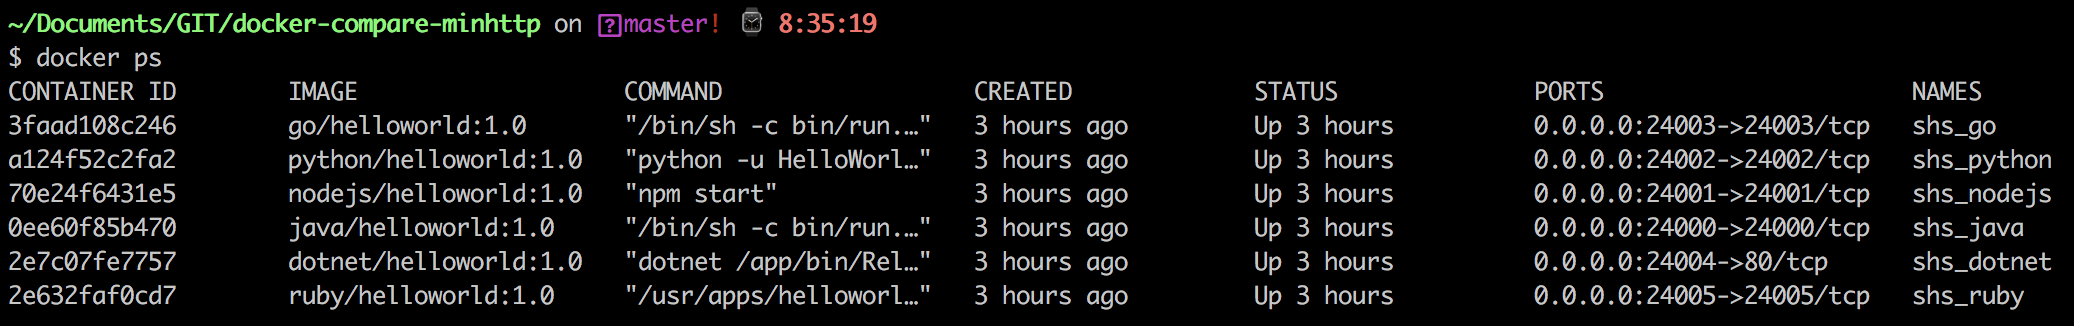 ~/Documents/GIT/docker-compare-minhttp on ?master! ⌚ 8:35:19
$ docker ps
CONTAINER ID        IMAGE                   COMMAND                  CREATED             STATUS              PORTS                      NAMES
3faad108c246        go/helloworld:1.0       "/bin/sh -c bin/run.…"   3 hours ago         Up 3 hours          0.0.0.0:24003->24003/tcp   shs_go
a124f52c2fa2        python/helloworld:1.0   "python -u HelloWorl…"   3 hours ago         Up 3 hours          0.0.0.0:24002->24002/tcp   shs_python
70e24f6431e5        nodejs/helloworld:1.0   "npm start"              3 hours ago         Up 3 hours          0.0.0.0:24001->24001/tcp   shs_nodejs
0ee60f85b470        java/helloworld:1.0     "/bin/sh -c bin/run.…"   3 hours ago         Up 3 hours          0.0.0.0:24000->24000/tcp   shs_java
2e7c07fe7757        dotnet/helloworld:1.0   "dotnet /app/bin/Rel…"   3 hours ago         Up 3 hours          0.0.0.0:24004->80/tcp      shs_dotnet
2e632faf0cd7        ruby/helloworld:1.0     "/usr/apps/helloworl…"   3 hours ago         Up 3 hours          0.0.0.0:24005->24005/tcp   shs_ruby